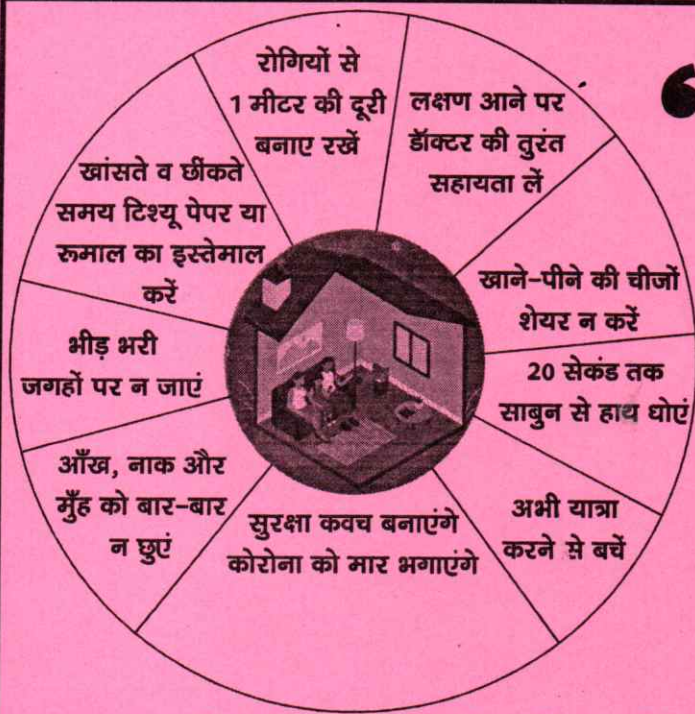 रोगियों से
1 मीटर की दूरी
बनाए रखें
लक्षण आने पर
डॅाक्टर की तुरंत
सहायता लें
खाने-पीने की चीजों
शेयर न करें
20 सेकंड तक
साबुन से हाथ धोएं
अभी यात्रा
करने से बचें
सुरक्षा कवच बनाएंगे
कोरोना को मार भगाएंगे
आँख, नाक और
मुँह को बार-बार
न छुएं
भीड़ भरी
जगहों पर न जाएं
खांसते व छींकते
समय टिश्यू पेपर या
रूमाल का इस्तेमाल
करें